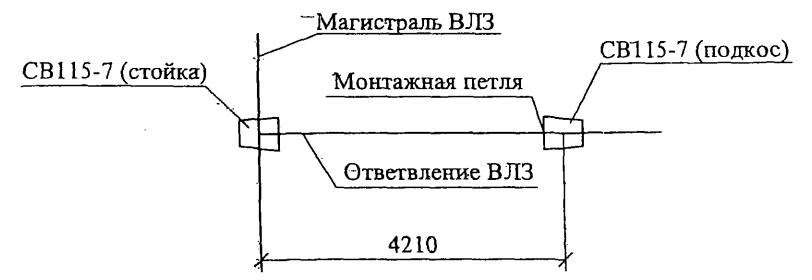 Магистраль ВЛЗ
СВ115-7 (подкос)
СВ115-7 (стойка)
Монтажная петля
Ответвление ВЛЗ
4210